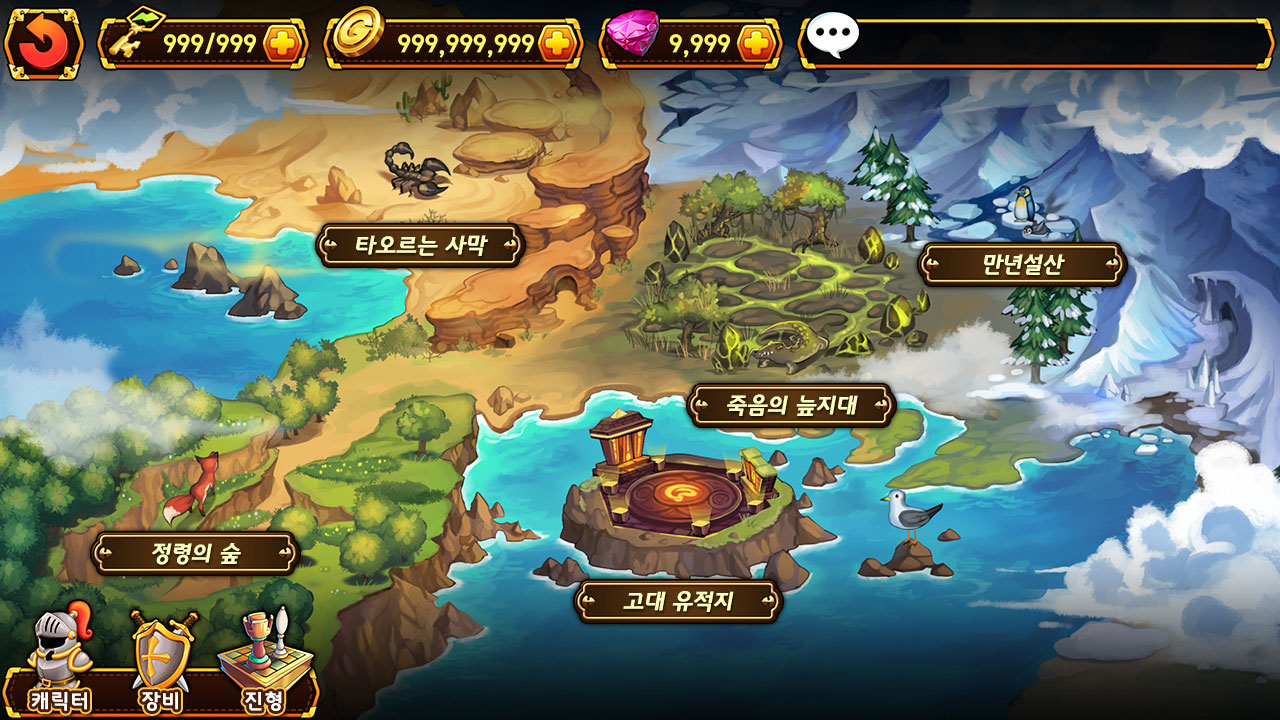 999/999
999,999,999
9,999
타오르는 사막
만년설산
죽음의 늪지대
정령의 숲
고대 유적지
캐릭터
장비
진형